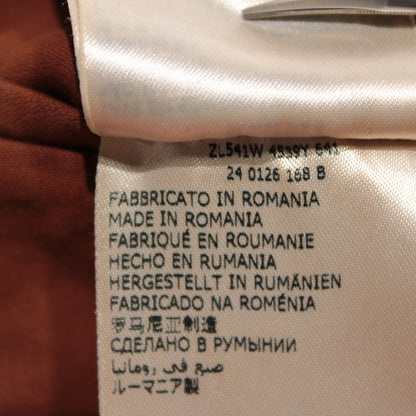 ZL541W 4539Y 641
24 0126 168 B
FABBRICATO IN ROMANIA
MADE IN ROMANIA
FABRIQUÉ EN ROUMANIE
HECHO EN RUMANIA
HERGESTELLT IN RUMÄNIEN
FABRICADO NA ROMÉNIA
罗马尼亚制造
СДЕЛАНО В РУМЫНИИ
صنع في رومانيا
ルーマニア製